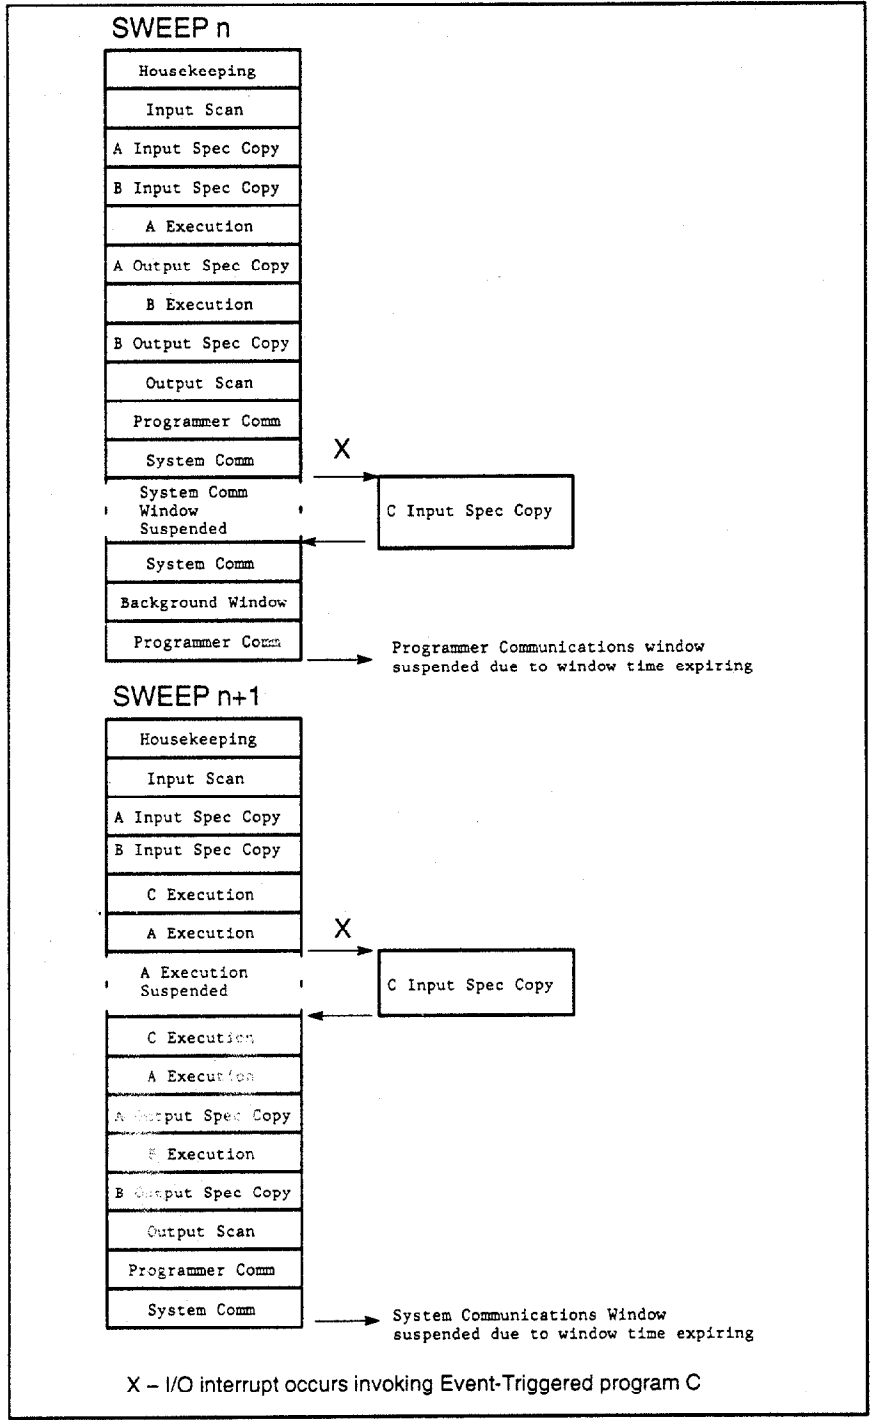 SWEEP n
Housekeeping
Input Scan
A Input Spec Copy
B Input Spec Copy
A Execution
A Output Spec Copy
B Execution
B Output Spec Copy
Output Scan
Programmer Comm
System Comm
X
System Comm
Window
Suspended
C Input Spec Copy
System Comm
Background Window
Programmer Comm
Programmer Communications window
suspended due to window time expiring
SWEEP n+1
Housekeeping
Input Scan
A Input Spec Copy
B Input Spec Copy
C Execution
A Execution
X
A Execution
Suspended
C Input Spec Copy
C Execution
A Execution
A Output Spec Copy
B Execution
B Output Spec Copy
Output Scan
Programmer Comm
System Comm
System Communications Window
suspended due to window time expiring
X – I/O interrupt occurs invoking Event-Triggered program C